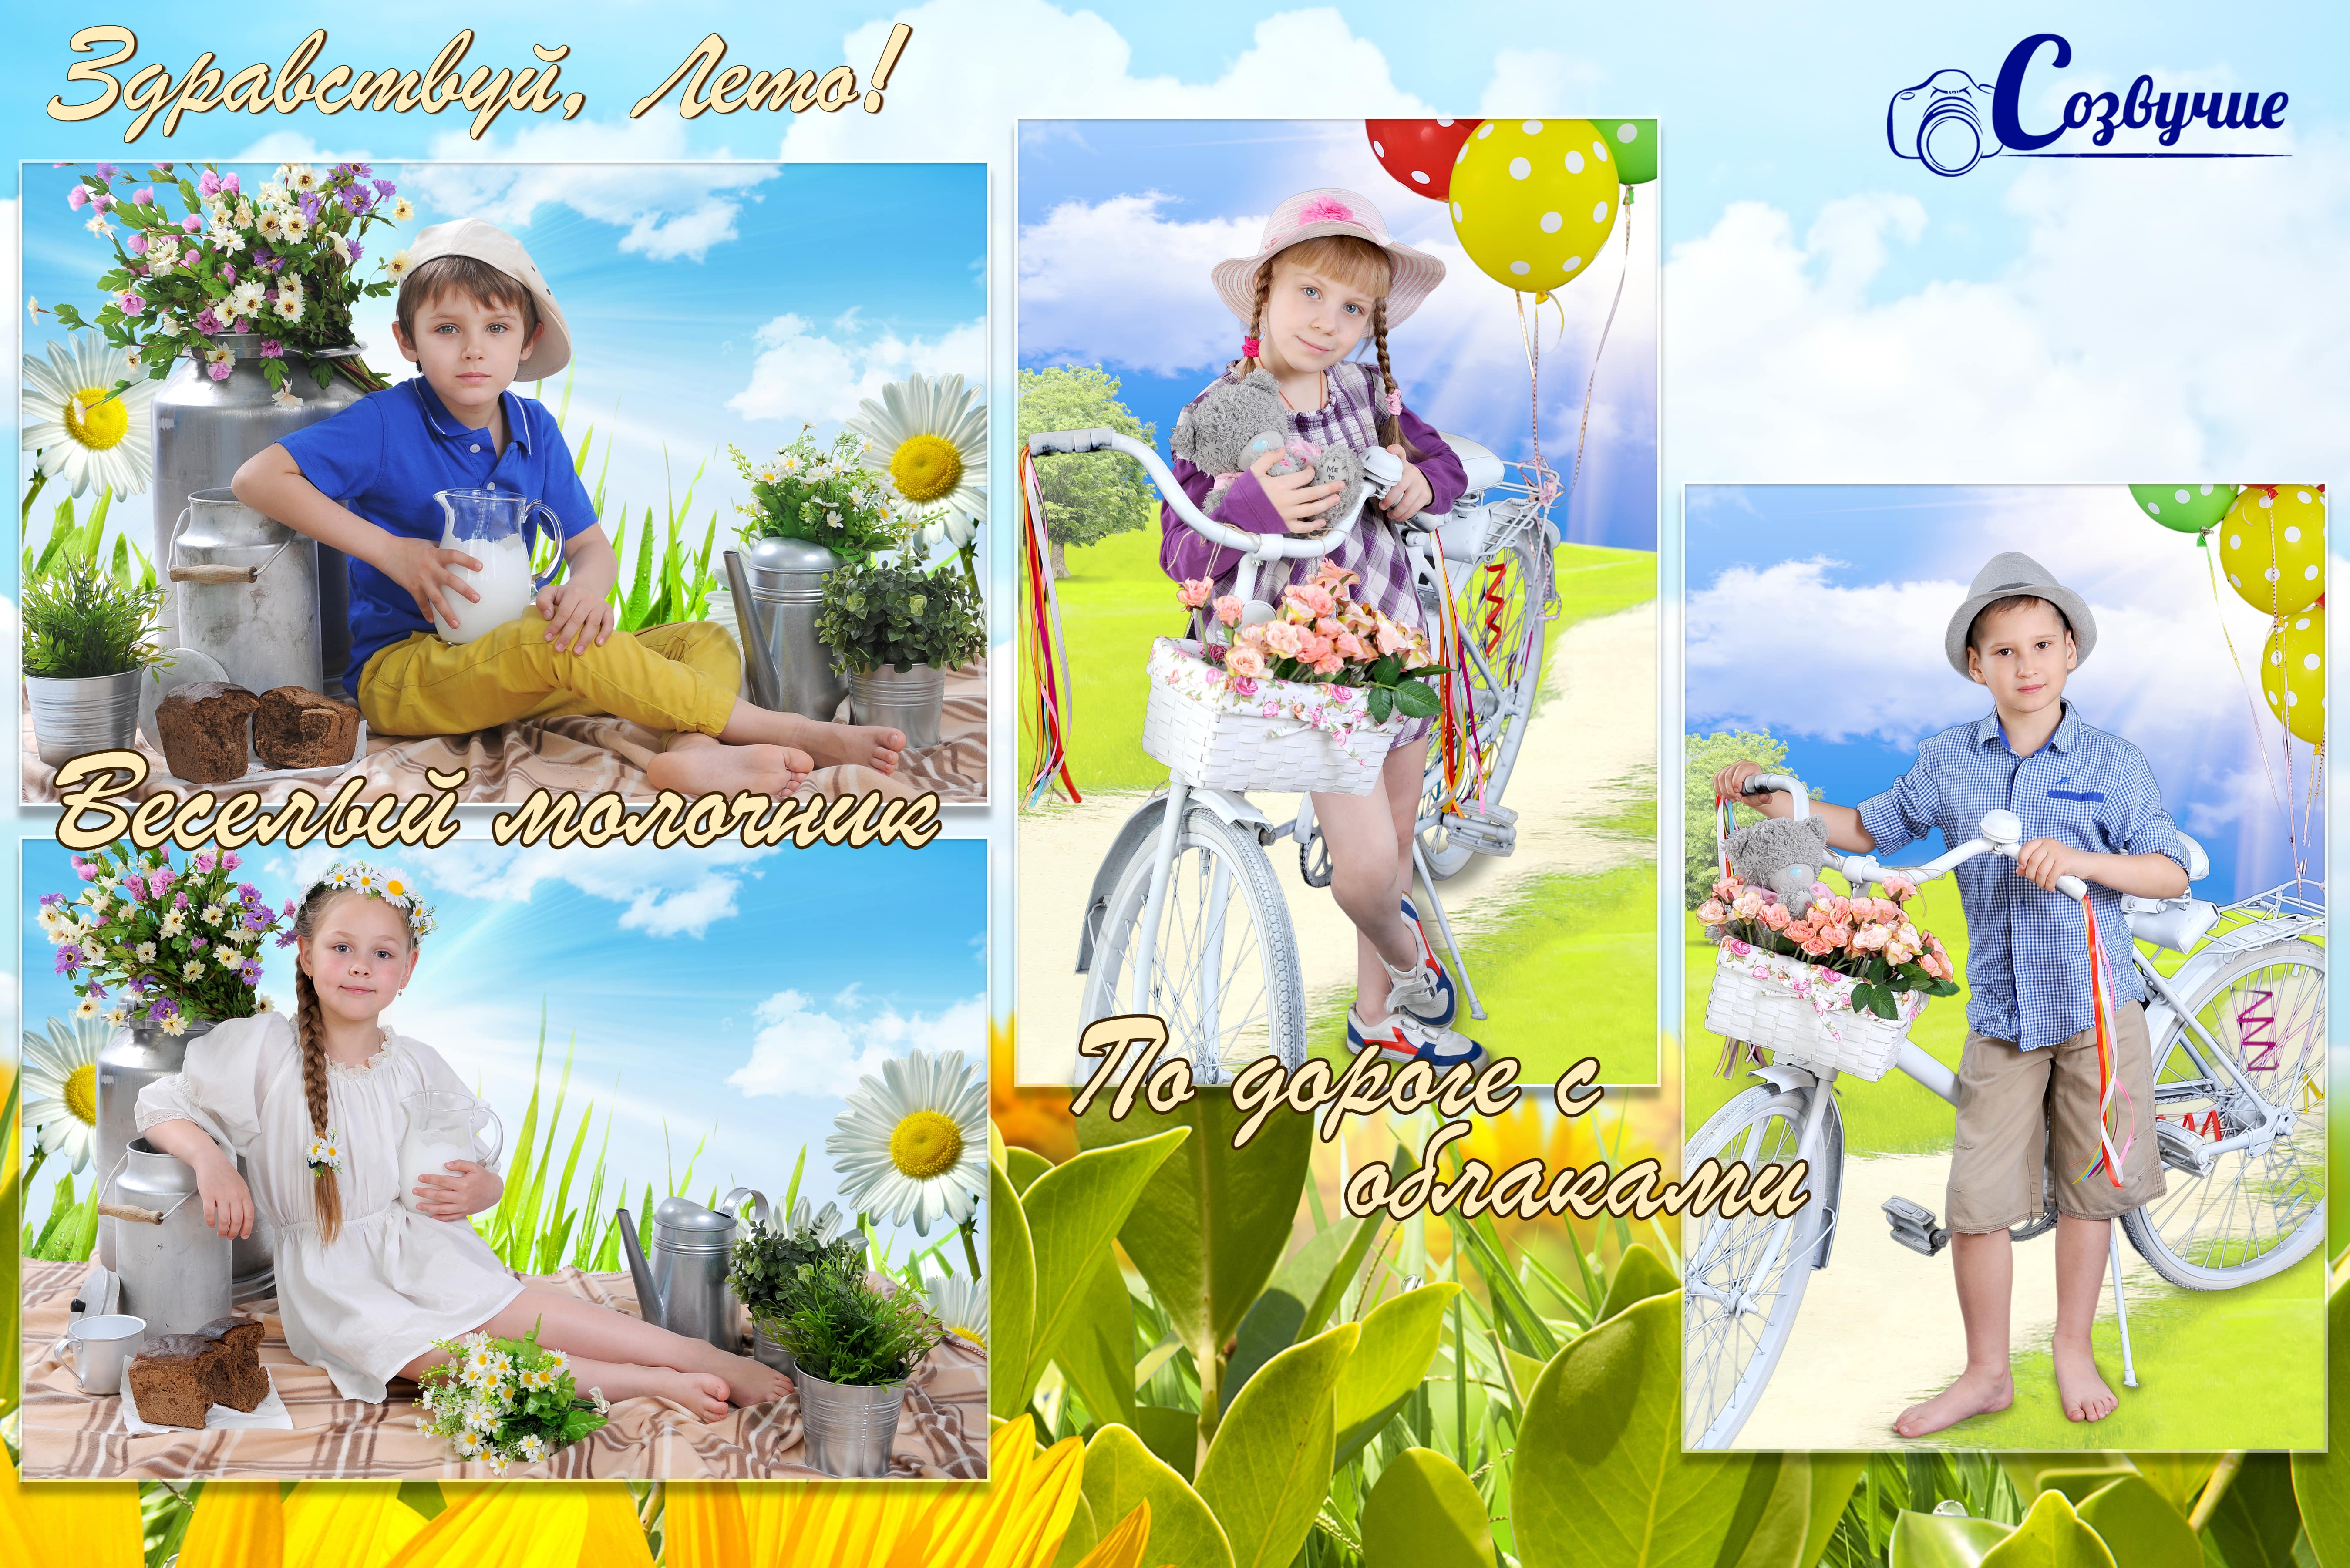 Здравствуй, Лето!
Созвучие
Веселый молочник
По дороге с
облаками